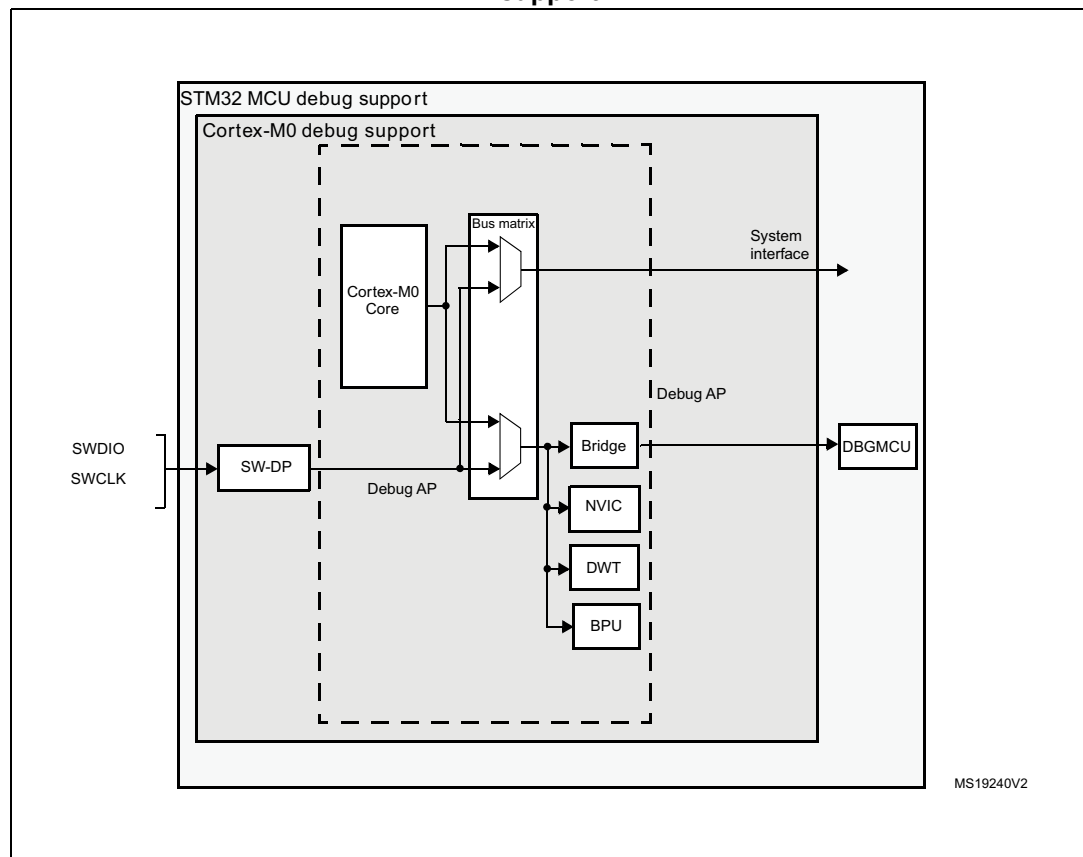 STM32 MCU debug support
Cortex-M0 debug support
Bus matrix
System
interface
Cortex-M0
Core
Debug AP
SWDIO
SWCLK
SW-DP
Debug AP
Bridge
DBGMCU
NVIC
DWT
BPU
MS19240V2